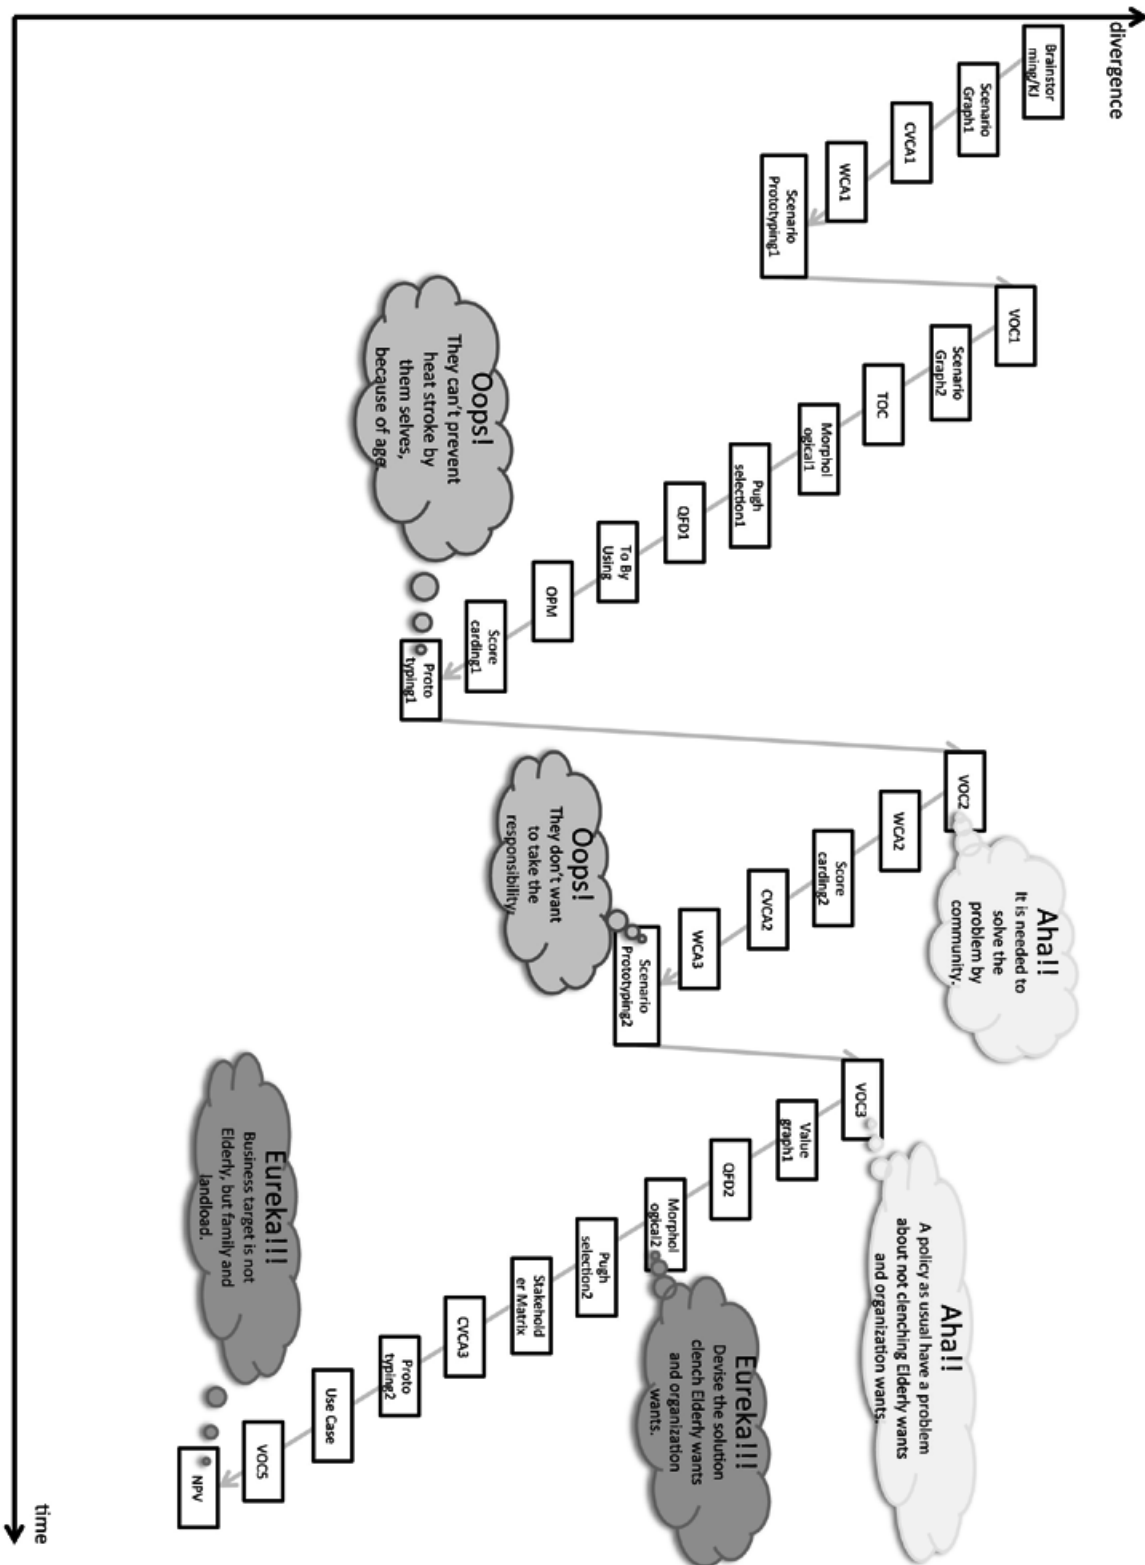 divergence
Brainstor
ming/KJ
Scenario
Graph1
CVCA1
WCA1
Scenario
Prototyping1
VOC1
Scenario
Graph2
TOC
Morphol
ogical1
Pugh
selection1
QFD1
To By
Using
OPM
Score
carding1
Proto
typing1
Oops!
They can't prevent
heat stroke by
them selves,
because of age.
VOC2
Aha!!
It is needed to
solve the
problem by
community.
WCA2
Score
carding2
CVCA2
WCA3
Scenario
Prototyping2
Oops!
They don't want
to take the
responsibility.
VOC3
Aha!!
A policy as usual have a problem
about not clenching Elderly wants
and organization wants.
Value
graph1
QFD2
Morphol
ogical2
Eureka!!!
Devise the solution
clench Elderly wants
and organization
wants.
Pugh
selection2
Stakehold
er Matrix
CVCA3
Proto
typing2
Use Case
VOC5
NPV
Eureka!!!
Business target is not
Elderly, but family and
landload.
time